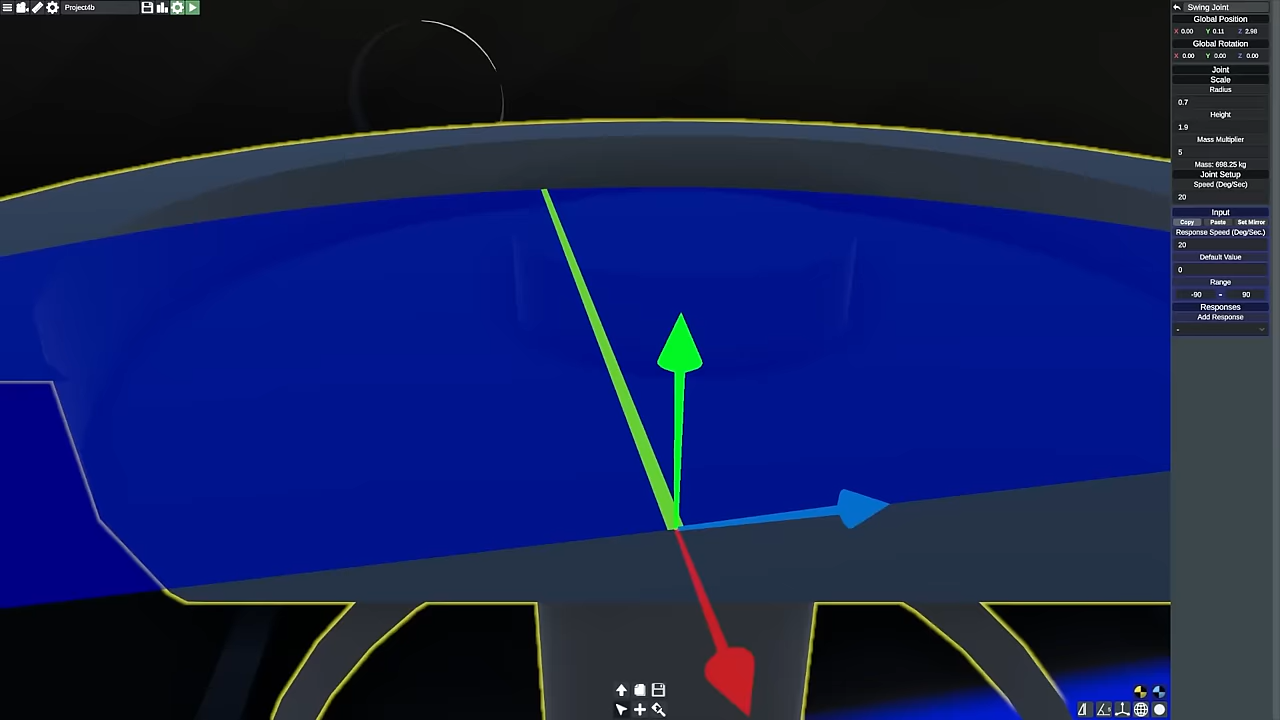 Project4b
Swing Joint
Global Position
X 0.00 Y 0.11 Z 2.98
Global Rotation
X 0.00 Y 0.00 Z 0.00
Joint
Scale
Radius
0.7
Height
1.9
Mass Multiplier
5
Mass: 698.25 kg
Joint Setup
Speed (Deg/Sec)
20
Input
Copy Paste Set Mirror
Response Speed (Deg/Sec.)
20
Default Value
0
Range
-90 - 90
Responses
Add Response
-